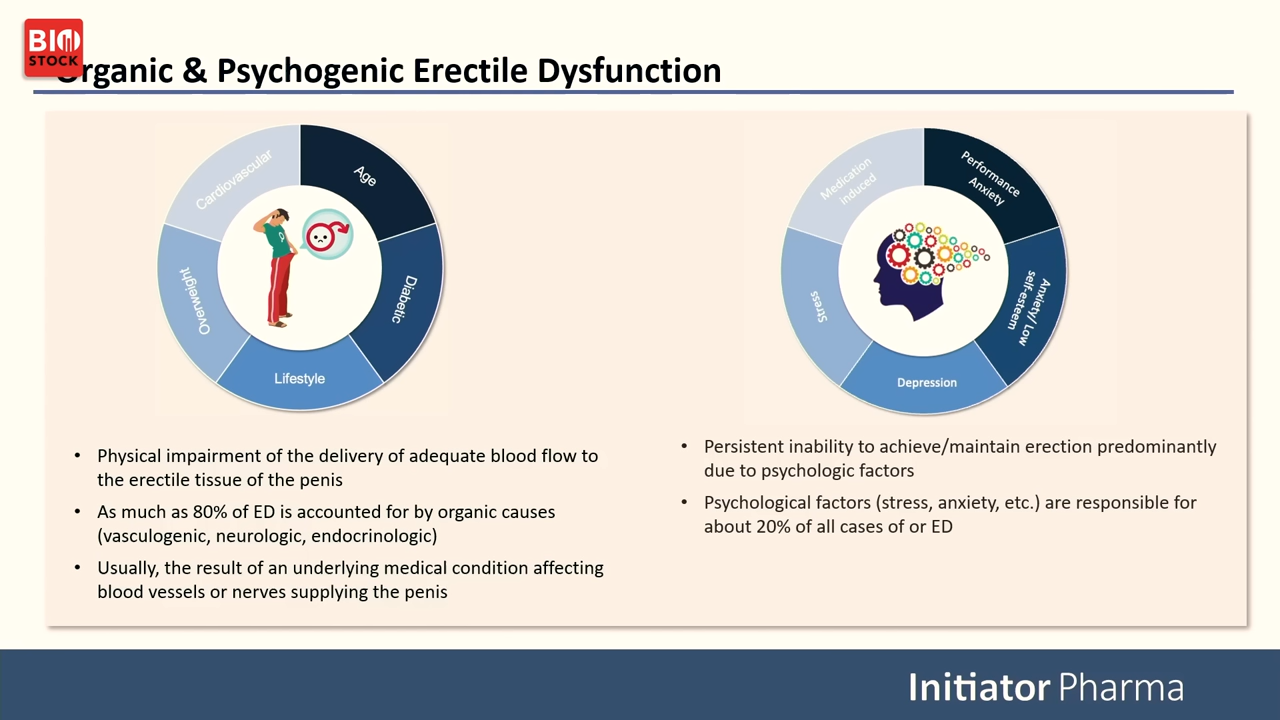 BIO
STOCK
Organic & Psychogenic Erectile Dysfunction
Cardiovascular
Age
Diabetic
Lifestyle
Overweight
• Physical impairment of the delivery of adequate blood flow to
the erectile tissue of the penis
• As much as 80% of ED is accounted for by organic causes
(vasculogenic, neurologic, endocrinologic)
• Usually, the result of an underlying medical condition affecting
blood vessels or nerves supplying the penis
Medication
induced
Performance
Anxiety
Anxiety/ Low
self-esteem
Depression
Stress
• Persistent inability to achieve/maintain erection predominantly
due to psychologic factors
• Psychological factors (stress, anxiety, etc.) are responsible for
about 20% of all cases of or ED
Initiator Pharma